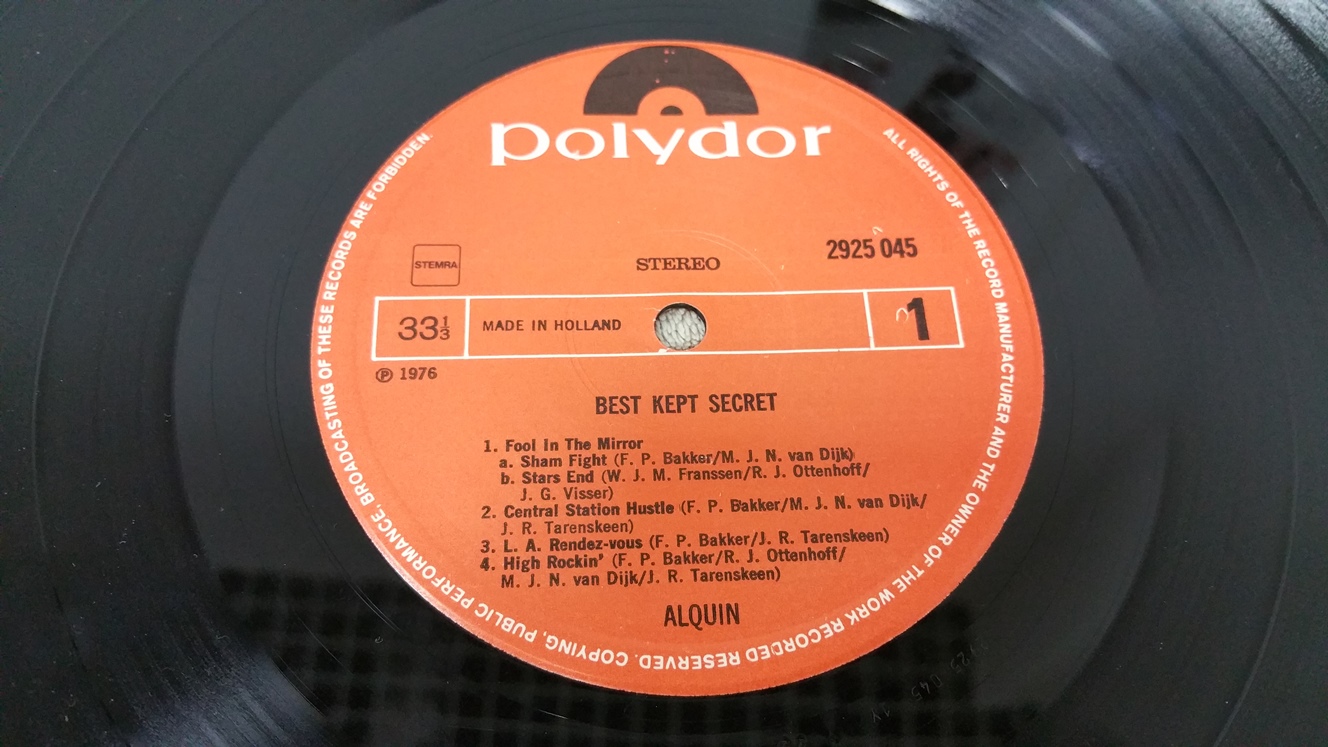 polydor
ALL RIGHTS OF THE RECORD MANUFACTURER AND THE OWNER OF THE WORK RECORDED RESERVED. COPYING, PUBLIC PERFORMANCE, BROADCASTING OF THESE RECORDS ARE FORBIDDEN.
STEMRA
STEREO
2925 045
33⅓
MADE IN HOLLAND
1
℗ 1976
BEST KEPT SECRET
1. Fool In The Mirror
a. Sham Fight (F. P. Bakker/M. J. N. van Dijk)
b. Stars End (W. J. M. Franssen/R. J. Ottenhoff/
J. G. Visser)
2. Central Station Hustle (F. P. Bakker/M. J. N. van Dijk/
J. R. Tarenskeen)
3. L. A. Rendez-vous (F. P. Bakker/J. R. Tarenskeen)
4. High Rockin' (F. P. Bakker/R. J. Ottenhoff/
M. J. N. van Dijk/J. R. Tarenskeen)
ALQUIN